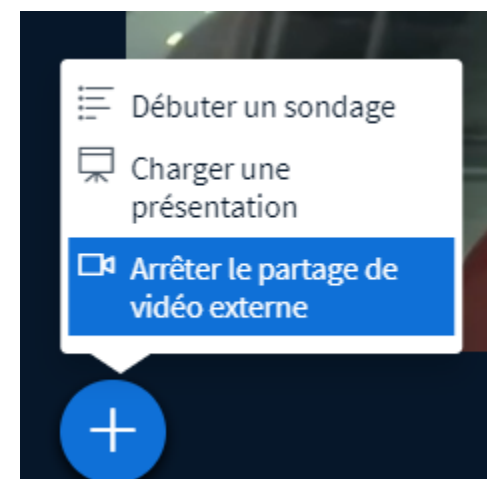 Débuter un sondage
Charger une
présentation
Arrêter le partage de
vidéo externe